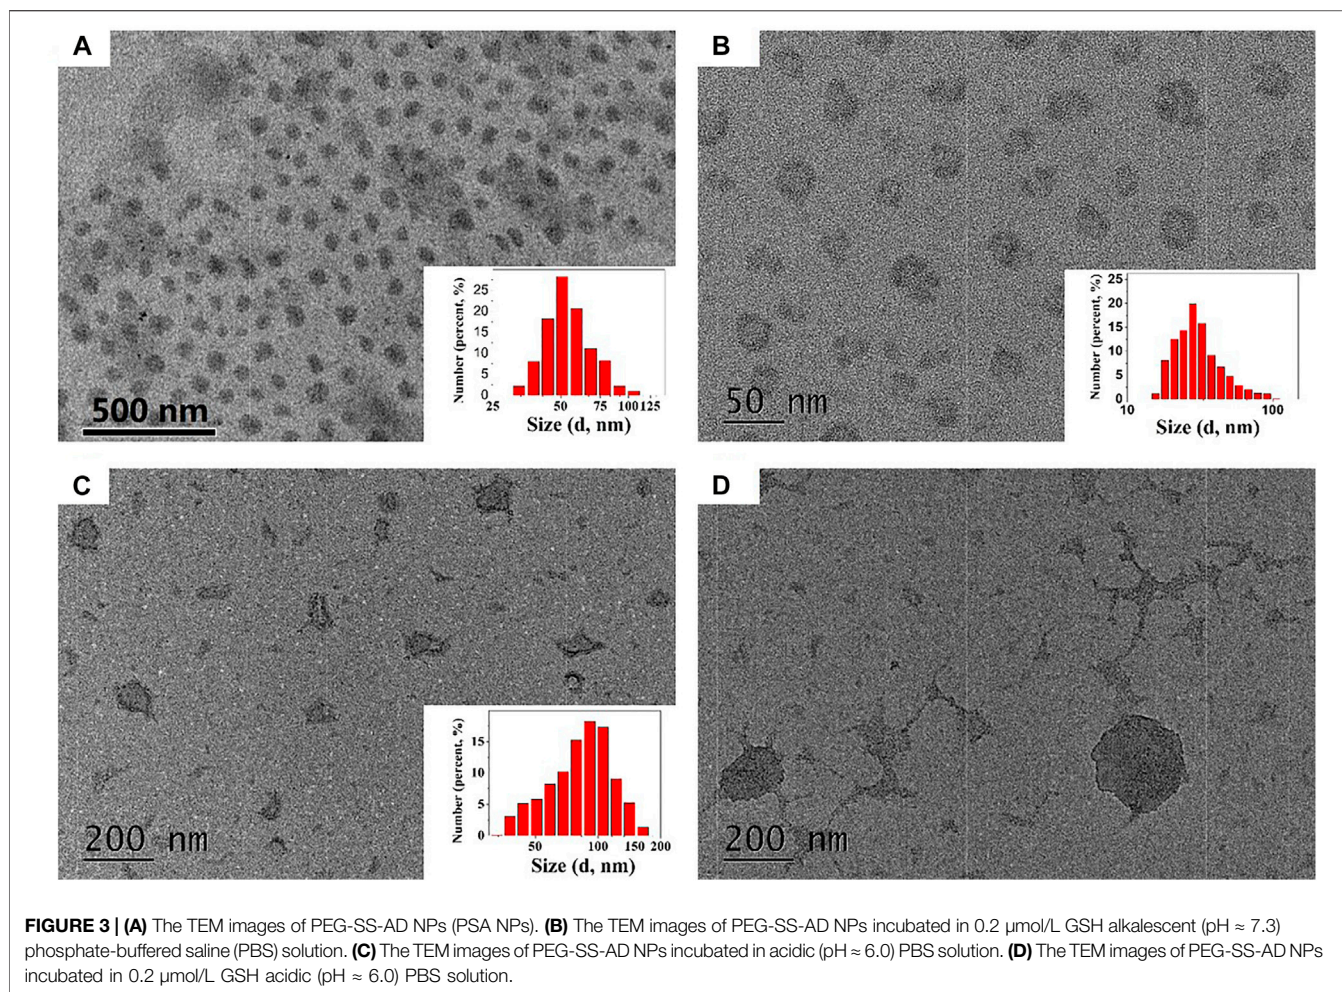 A
B
Number (percent, %)
25
20
15
10
5
0
25 50 75 100 125
Size (d, nm)
500 nm
Number (percent, %)
25
20
15
10
5
0
10 100
Size (d, nm)
50 nm
C
D
Number (percent, %)
15
10
5
0
50 100 150 200
Size (d, nm)
200 nm
200 nm
FIGURE 3 | (A) The TEM images of PEG-SS-AD NPs (PSA NPs). (B) The TEM images of PEG-SS-AD NPs incubated in 0.2 μmol/L GSH alkalescent (pH ≈ 7.3)
phosphate-buffered saline (PBS) solution. (C) The TEM images of PEG-SS-AD NPs incubated in acidic (pH ≈ 6.0) PBS solution. (D) The TEM images of PEG-SS-AD NPs
incubated in 0.2 μmol/L GSH acidic (pH ≈ 6.0) PBS solution.